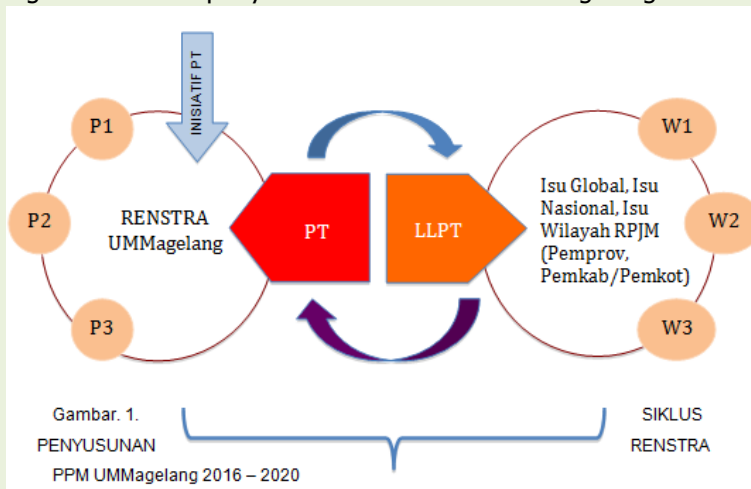 INISIATIF PT
P1
P2
P3
RENSTRA
UMMagelang
PT
LLPT
Isu Global, Isu
Nasional, Isu
Wilayah RPJM
(Pemprov,
Pemkab/Pemkot)
W1
W2
W3
Gambar. 1. SIKLUS
PENYUSUNAN RENSTRA
PPM UMMagelang 2016 – 2020